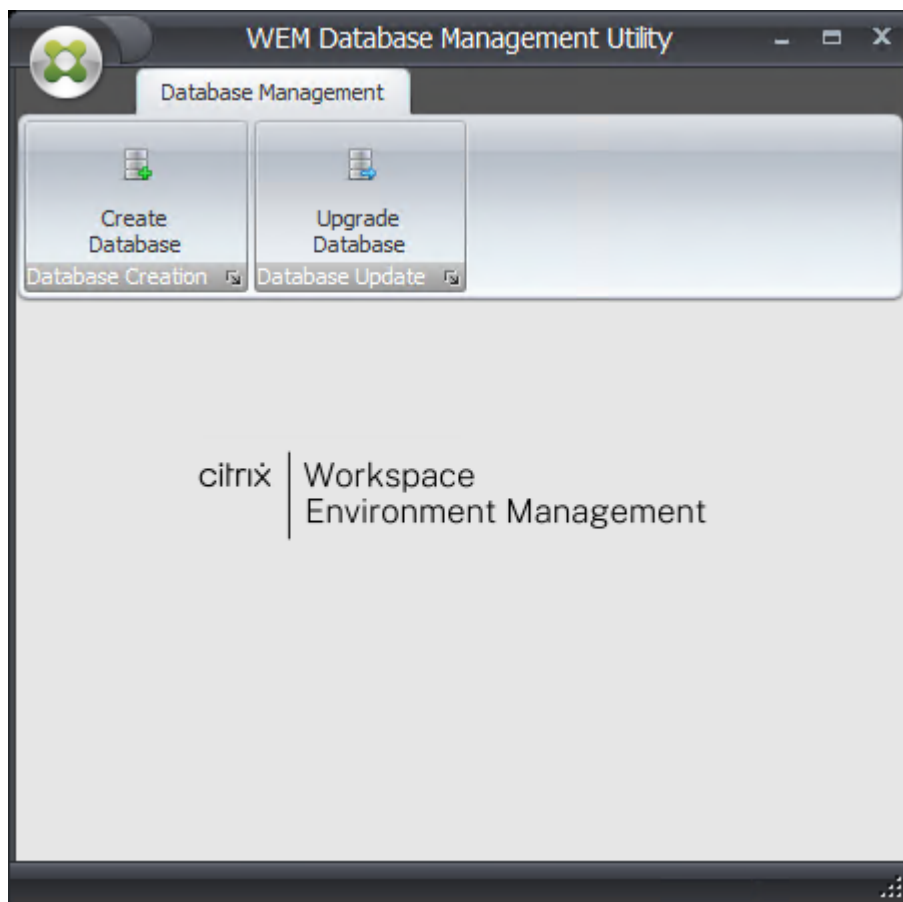 WEM Database Management Utility
Database Management
Create
Database
Upgrade
Database
Database Creation
Database Update
citrix
Workspace
Environment Management